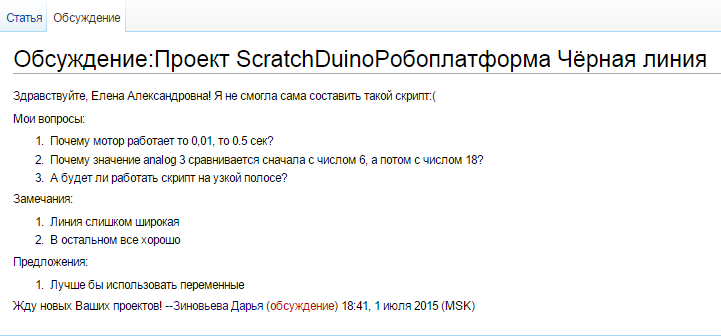 Статья Обсуждение
Обсуждение:Проект ScratchDuinoРобоплатформа Чёрная линия
Здравствуйте, Елена Александровна! Я не смогла сама составить такой скрипт:(
Мои вопросы:
1. Почему мотор работает то 0,01, то 0.5 сек?
2. Почему значение analog 3 сравнивается сначала с числом 6, а потом с числом 18?
3. А будет ли работать скрипт на узкой полосе?
Замечания:
1. Линия слишком широкая
2. В остальном все хорошо
Предложения:
1. Лучше бы использовать переменные
Жду новых Ваших проектов! --Зиновьева Дарья (обсуждение) 18:41, 1 июля 2015 (MSK)